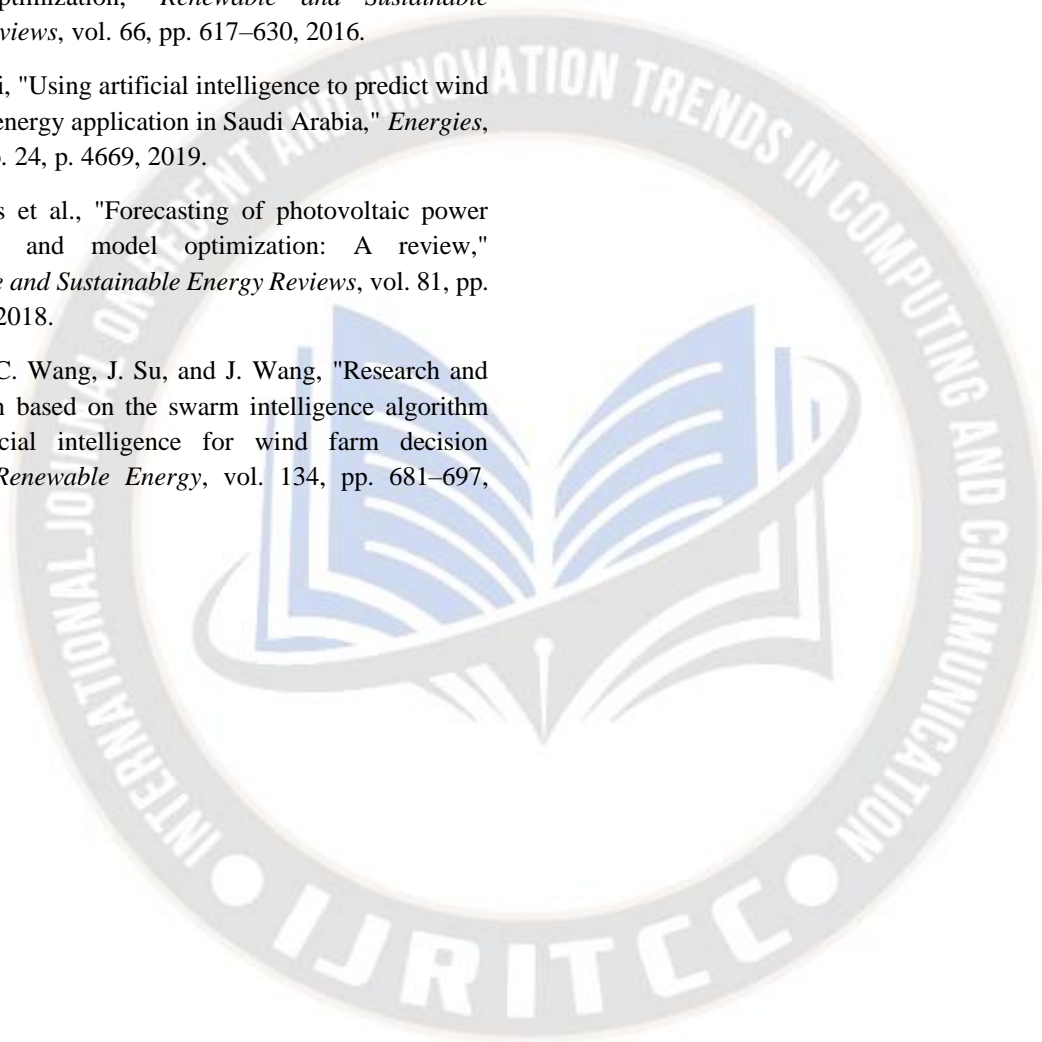 ptimization," Renewable and Sustainable
views, vol. 66, pp. 617–630, 2016.
i, "Using artificial intelligence to predict wind
energy application in Saudi Arabia," Energies,
o. 24, p. 4669, 2019.
s et al., "Forecasting of photovoltaic power
and model optimization: A review,"
e and Sustainable Energy Reviews, vol. 81, pp.
2018.
C. Wang, J. Su, and J. Wang, "Research and
n based on the swarm intelligence algorithm
cial intelligence for wind farm decision
Renewable Energy, vol. 134, pp. 681–697,
INTERNATIONAL JOURNAL ON RECENT AND INNOVATION TRENDS IN COMPUTING AND COMMUNICATION
IJRITCC